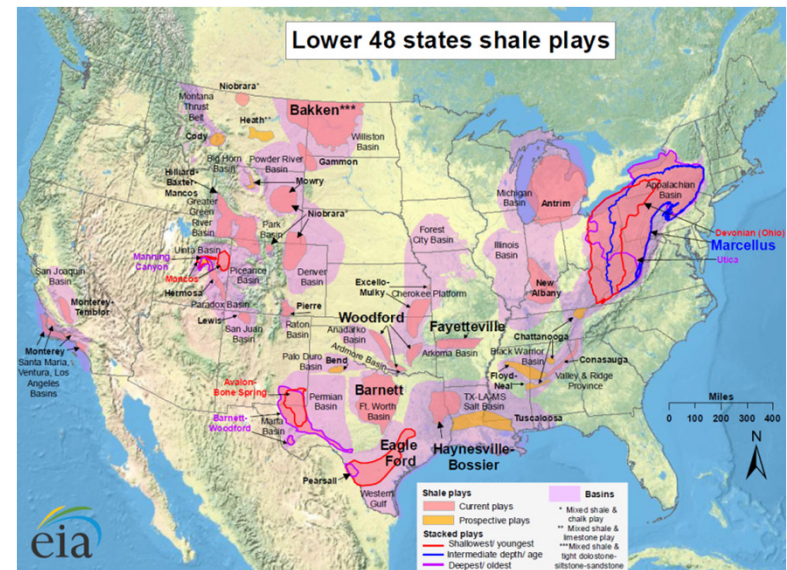 Lower 48 states shale plays
Niobrara*
Montana
Thrust
Belt
Bakken***
Heath**
Cody
Williston
Basin
Big Horn
Basin
Powder River
Basin
Gammon
Hilliard-
Baxter-
Mancos
Mowry
Greater
Green
River
Basin
Niobrara*
Park
Basin
Michigan
Basin
Antrim
Appalachian
Basin
Devonian (Ohio)
Marcellus
Utica
Forest
City Basin
Illinois
Basin
Uinta Basin
Manning
Canyon
Mancos
Piceance
Basin
Denver
Basin
San Joaquin
Basin
Hermosa
Paradox Basin
Excello-
Mulky
Cherokee Platform
New
Albany
Monterey-
Temblor
Lewis
San Juan
Basin
Pierre
Raton
Basin
Woodford
Anadarko
Basin
Fayetteville
Chattanooga
Monterey
Santa Maria,
Ventura, Los
Angeles
Basins
Palo Duro
Basin
Bend
Ardmore Basin
Arkoma Basin
Black Warrior
Basin
Conasauga
Floyd-
Neal
Valley & Ridge
Province
Avalon-
Bone Spring
Permian
Basin
Barnett
Ft. Worth
Basin
TX-LA-MS
Salt Basin
Tuscaloosa
Barnett-
Woodford
Marfa
Basin
Eagle
Ford
Haynesville-
Bossier
Pearsall
Western
Gulf
Miles
0 100 200 300 400
N
Shale plays
Current plays
Prospective plays
Stacked plays
Shallowest/ youngest
Intermediate depth/ age
Deepest/ oldest
Basins
* Mixed shale &
chalk play
** Mixed shale &
limestone play
***Mixed shale &
tight dolostone-
siltstone-sandstone
eia